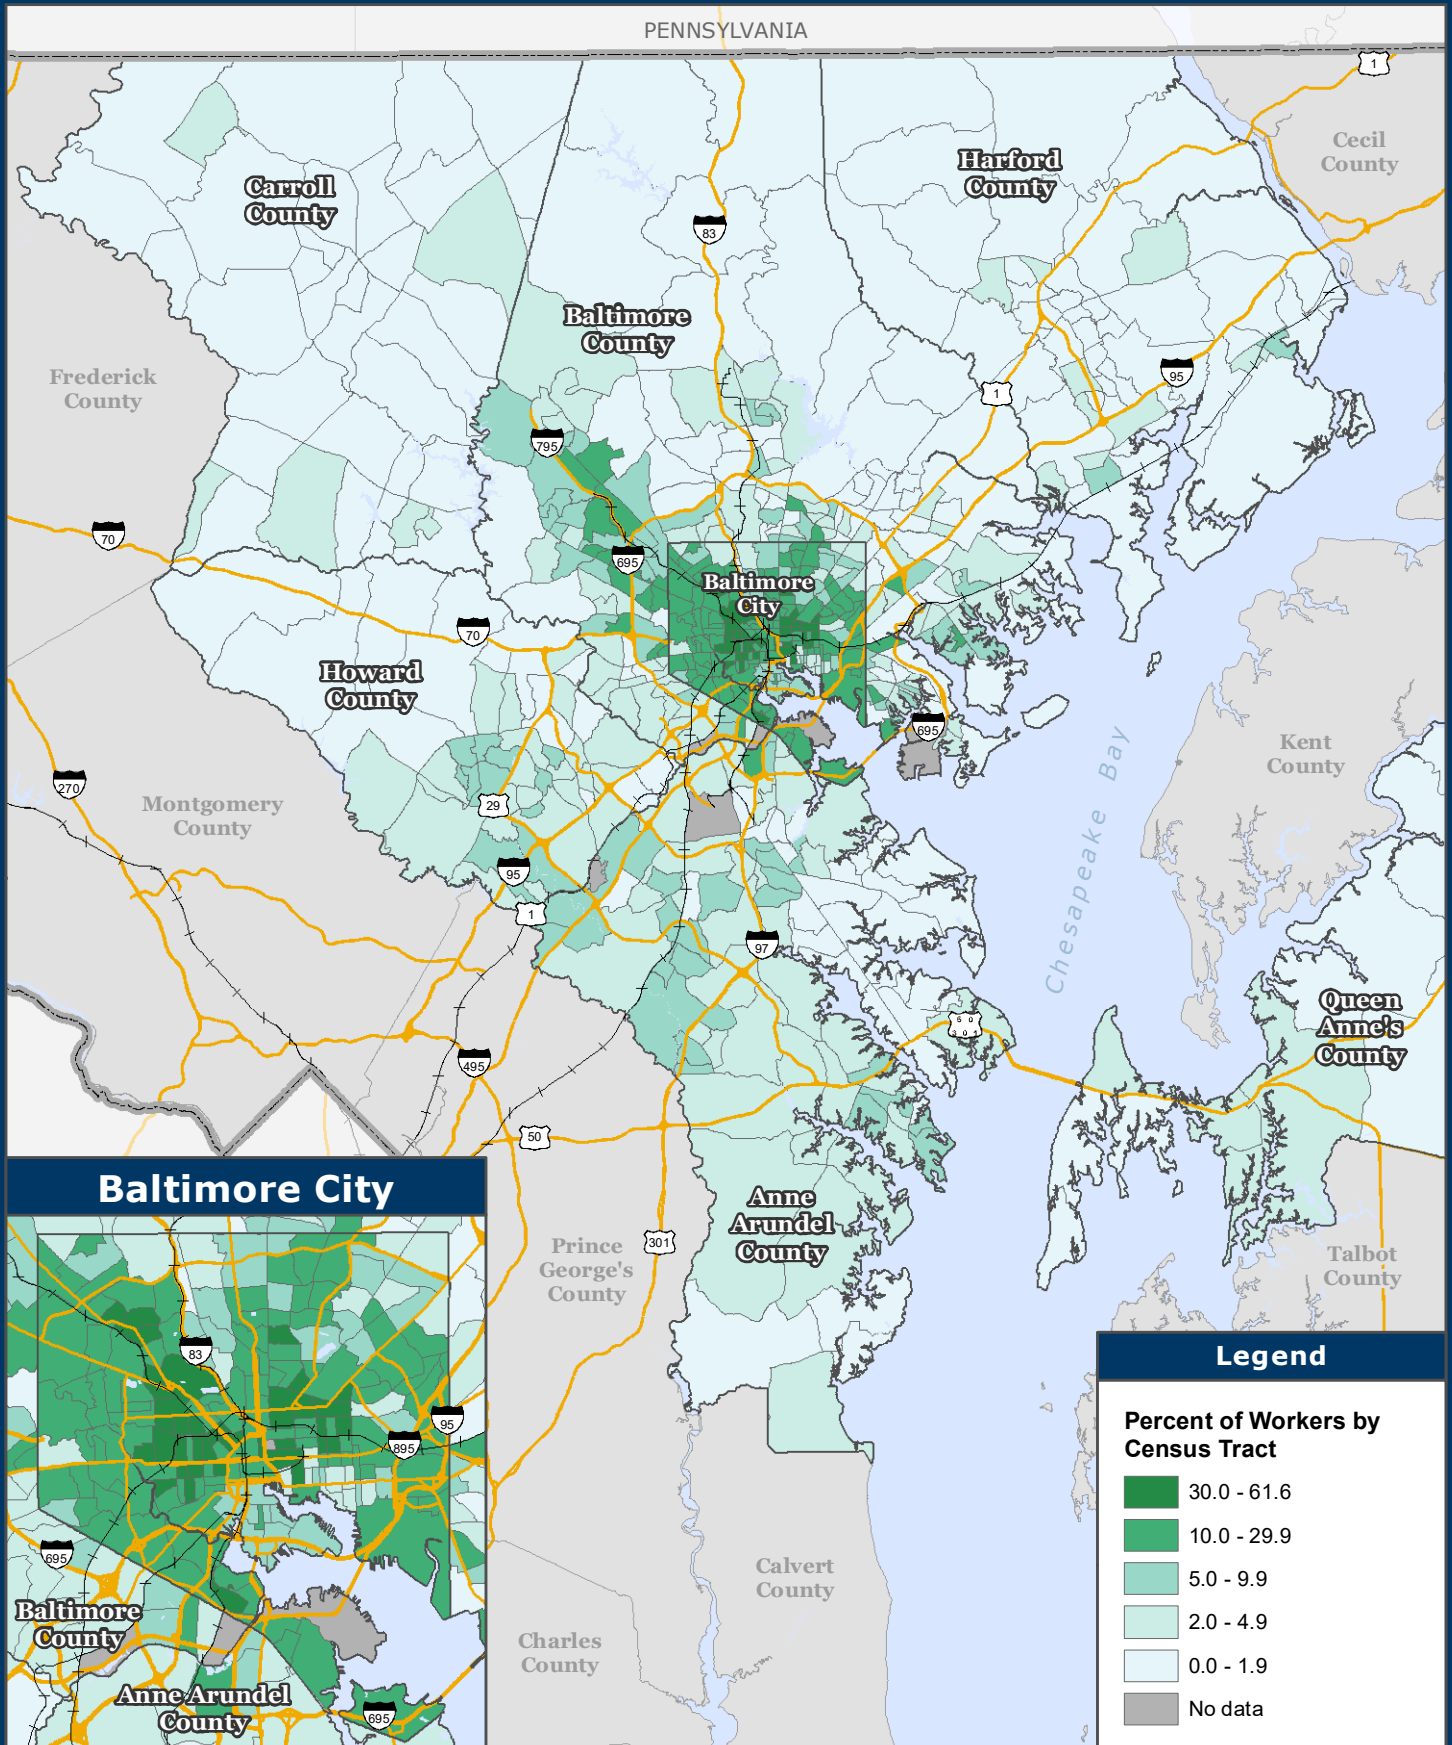 PENNSYLVANIA
1
Cecil
County
Harford
County
Carroll
County
83
Baltimore
County
Frederick
County
95
1
795
70
695
Baltimore
City
70
Howard
County
695
Kent
County
270
Montgomery
County
29
95
1
97
Chesapeake Bay
Queen
Anne's
County
60
301
495
50
Baltimore City
Anne
Arundel
County
301
Prince
George's
County
Talbot
County
83
95
895
695
Baltimore
County
Anne Arundel
County
695
Calvert
County
Charles
County
Legend
Percent of Workers by
Census Tract
30.0 - 61.6
10.0 - 29.9
5.0 - 9.9
2.0 - 4.9
0.0 - 1.9
No data